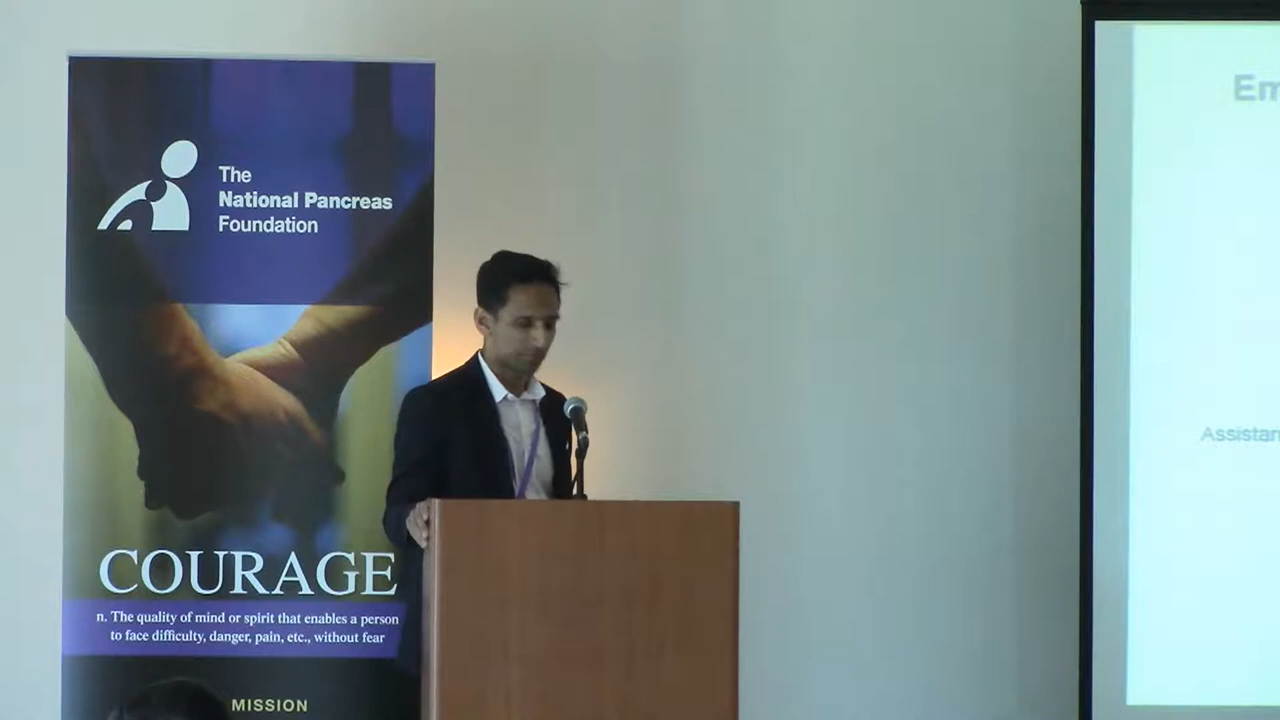 The
National Pancreas
Foundation
COURAGE
n. The quality of mind or spirit that enables a person
to face difficulty, danger, pain, etc., without fear
MISSION